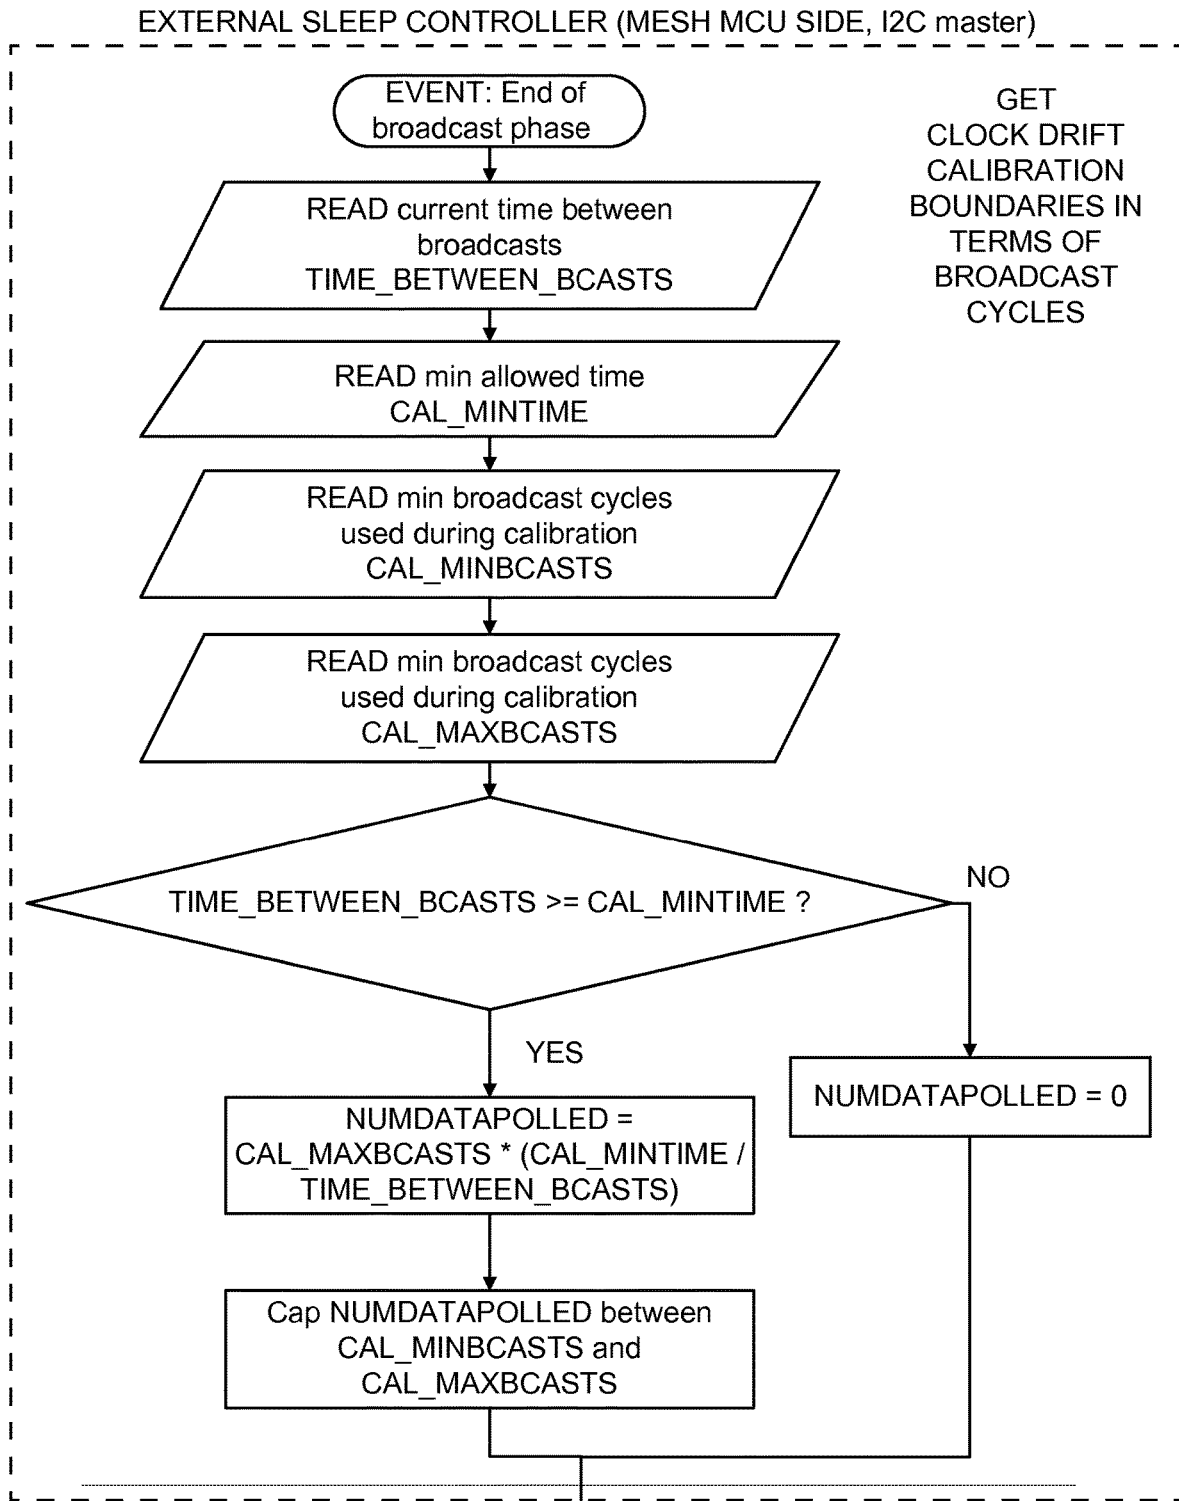 EXTERNAL SLEEP CONTROLLER (MESH MCU SIDE, I2C master)
EVENT: End of
broadcast phase
GET
CLOCK DRIFT
CALIBRATION
BOUNDARIES IN
TERMS OF
BROADCAST
CYCLES
READ current time between
broadcasts
TIME_BETWEEN_BCASTS
READ min allowed time
CAL_MINTIME
READ min broadcast cycles
used during calibration
CAL_MINBCASTS
READ min broadcast cycles
used during calibration
CAL_MAXBCASTS
TIME_BETWEEN_BCASTS >= CAL_MINTIME ?
NO
YES
NUMDATAPOLLED = 0
NUMDATAPOLLED =
CAL_MAXBCASTS * (CAL_MINTIME /
TIME_BETWEEN_BCASTS)
Cap NUMDATAPOLLED between
CAL_MINBCASTS and
CAL_MAXBCASTS